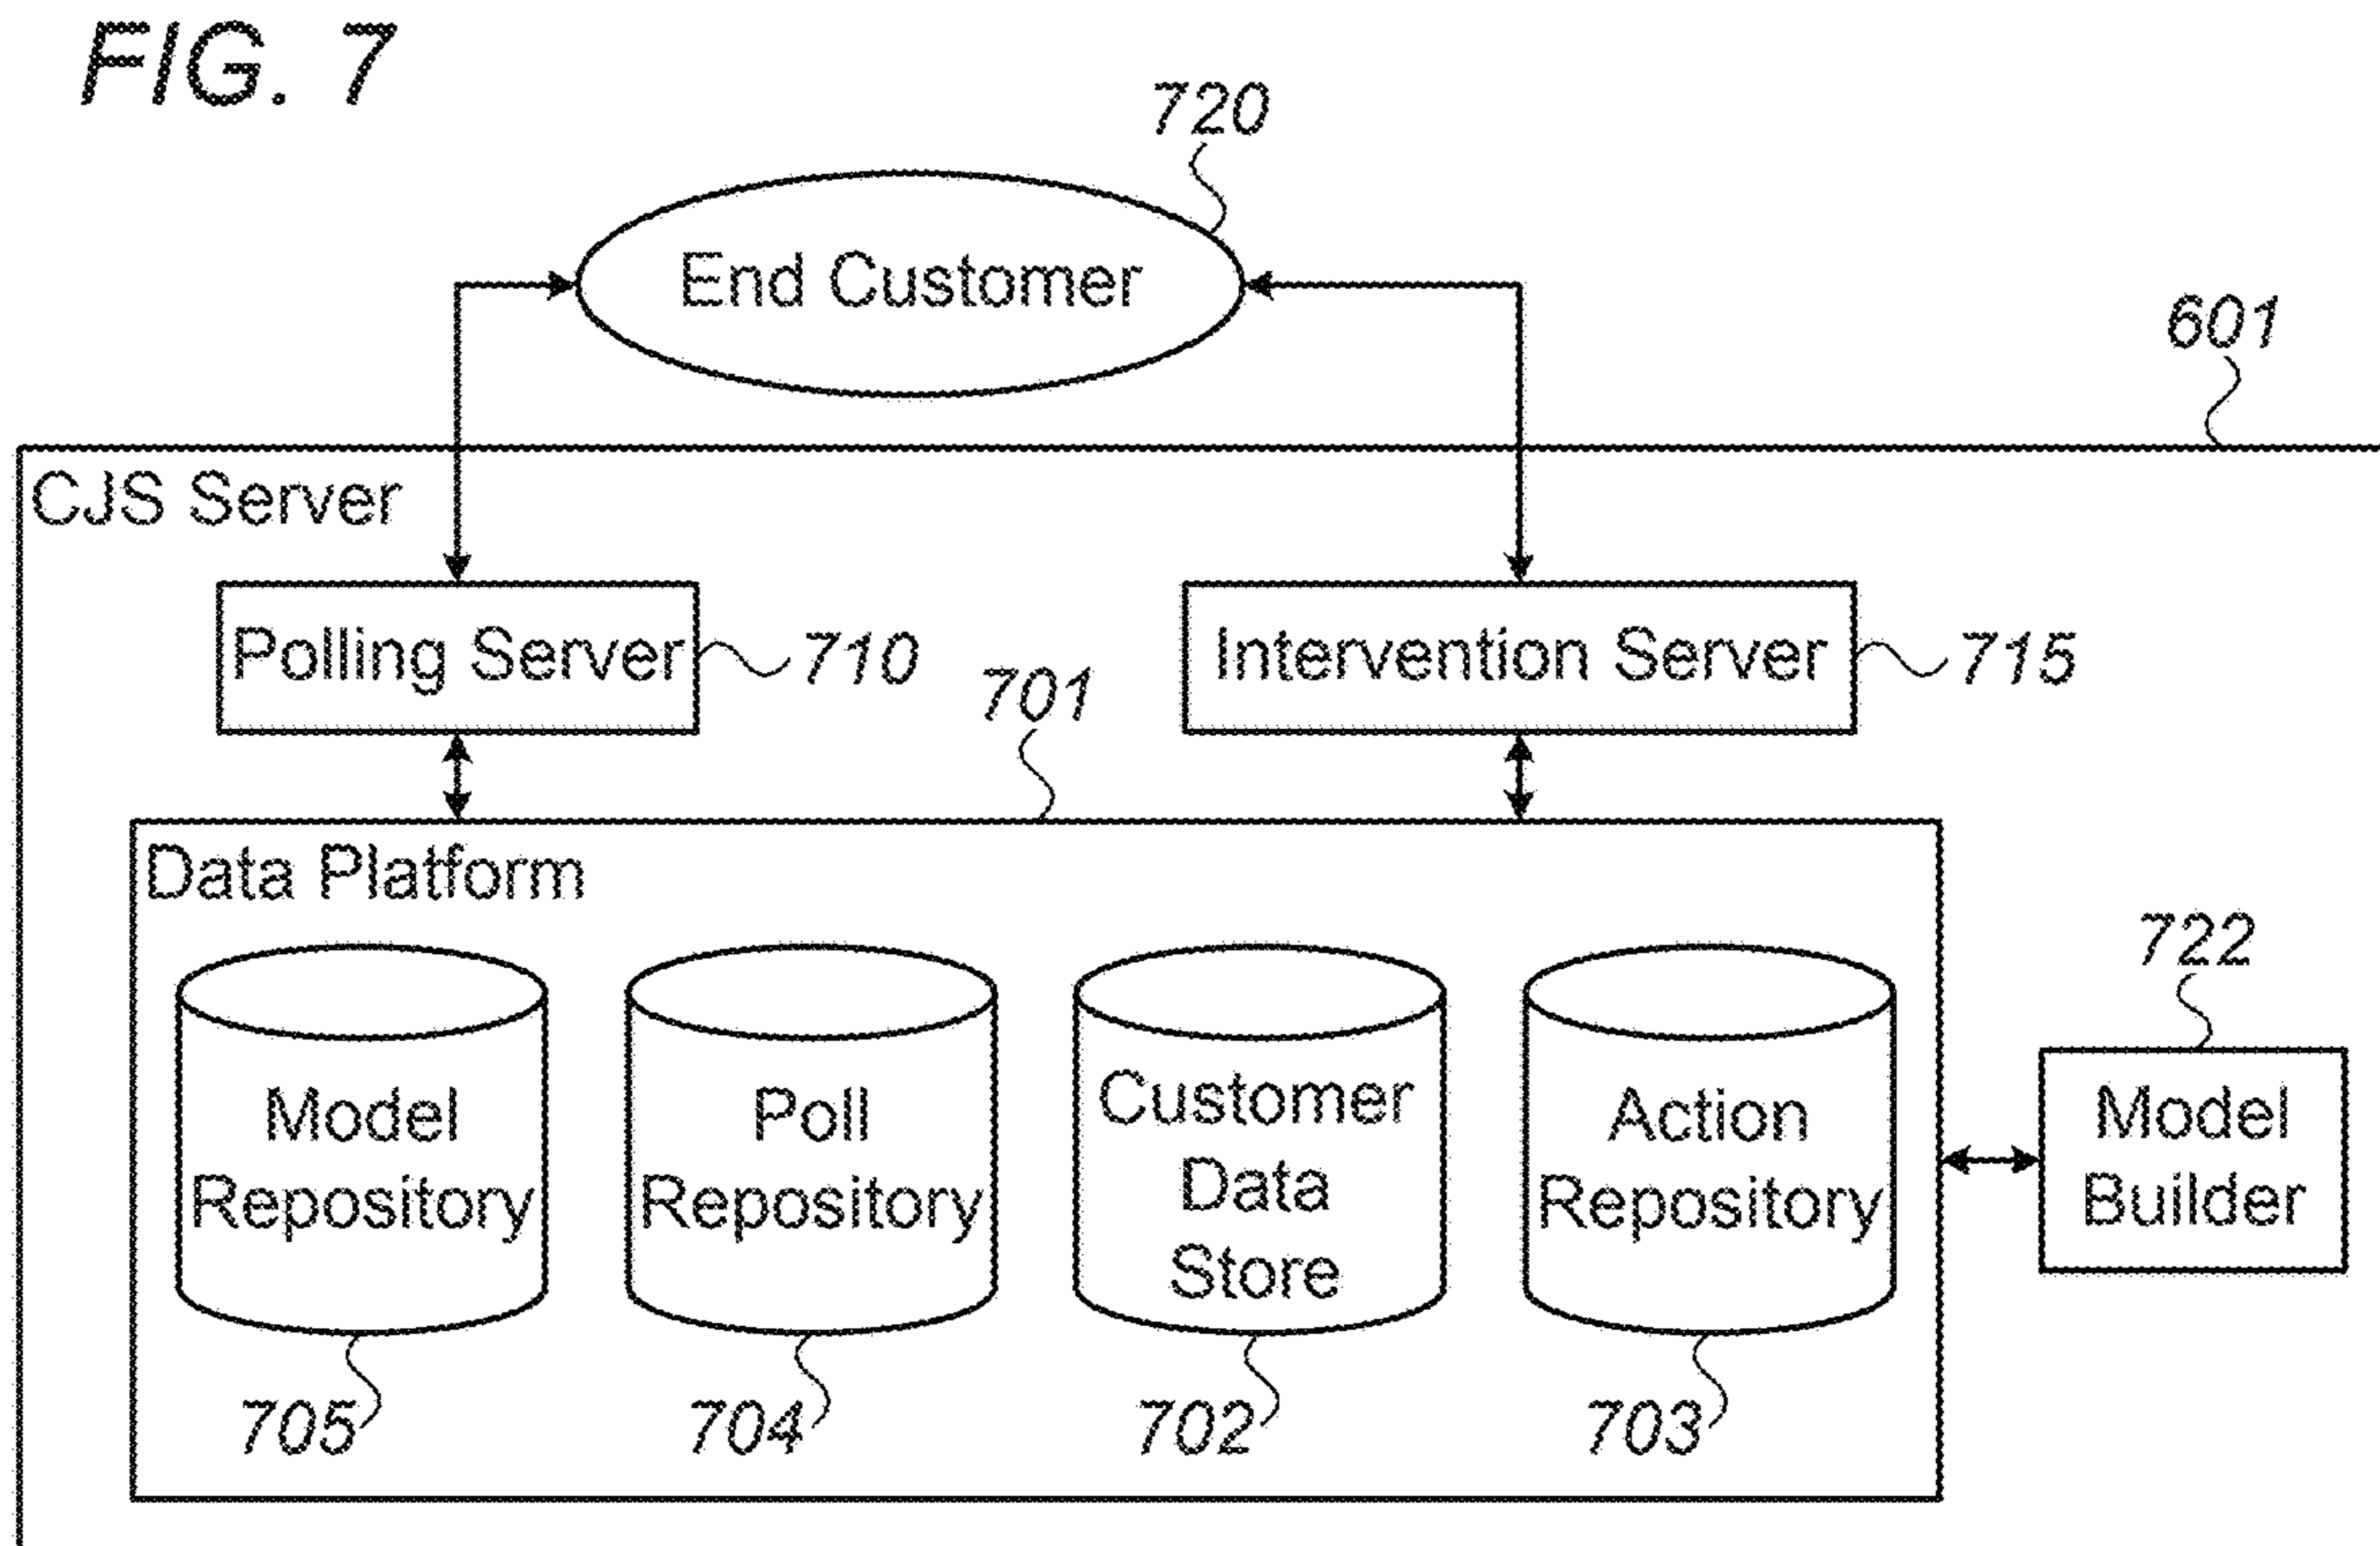 FIG. 7
720
End Customer
601
CJS Server
Polling Server
710
701
Intervention Server
715
Data Platform
722
Model
Repository
Poll
Repository
Customer
Data
Store
Action
Repository
Model
Builder
705
704
702
703